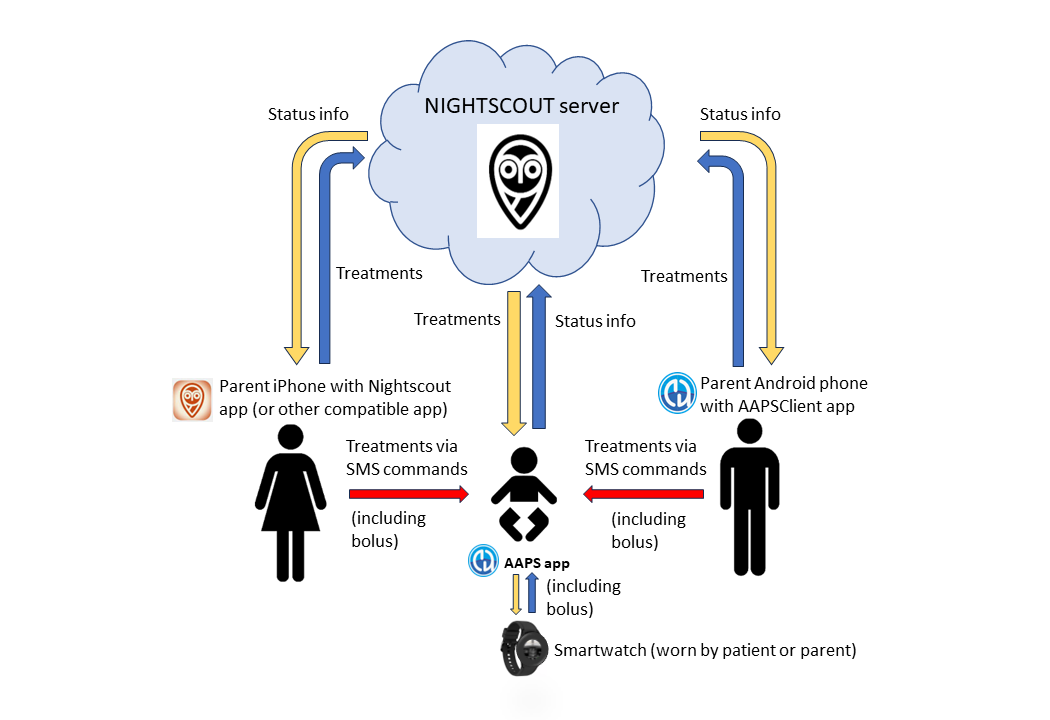 NIGHTSCOUT server
Status info
Status info
Treatments
Treatments
Treatments
Status info
Parent iPhone with Nightscout
app (or other compatible app)
Parent Android phone
with AAPSClient app
Treatments via
SMS commands
(including
bolus)
Treatments via
SMS commands
(including
bolus)
AAPS app
(including
bolus)
Smartwatch (worn by patient or parent)